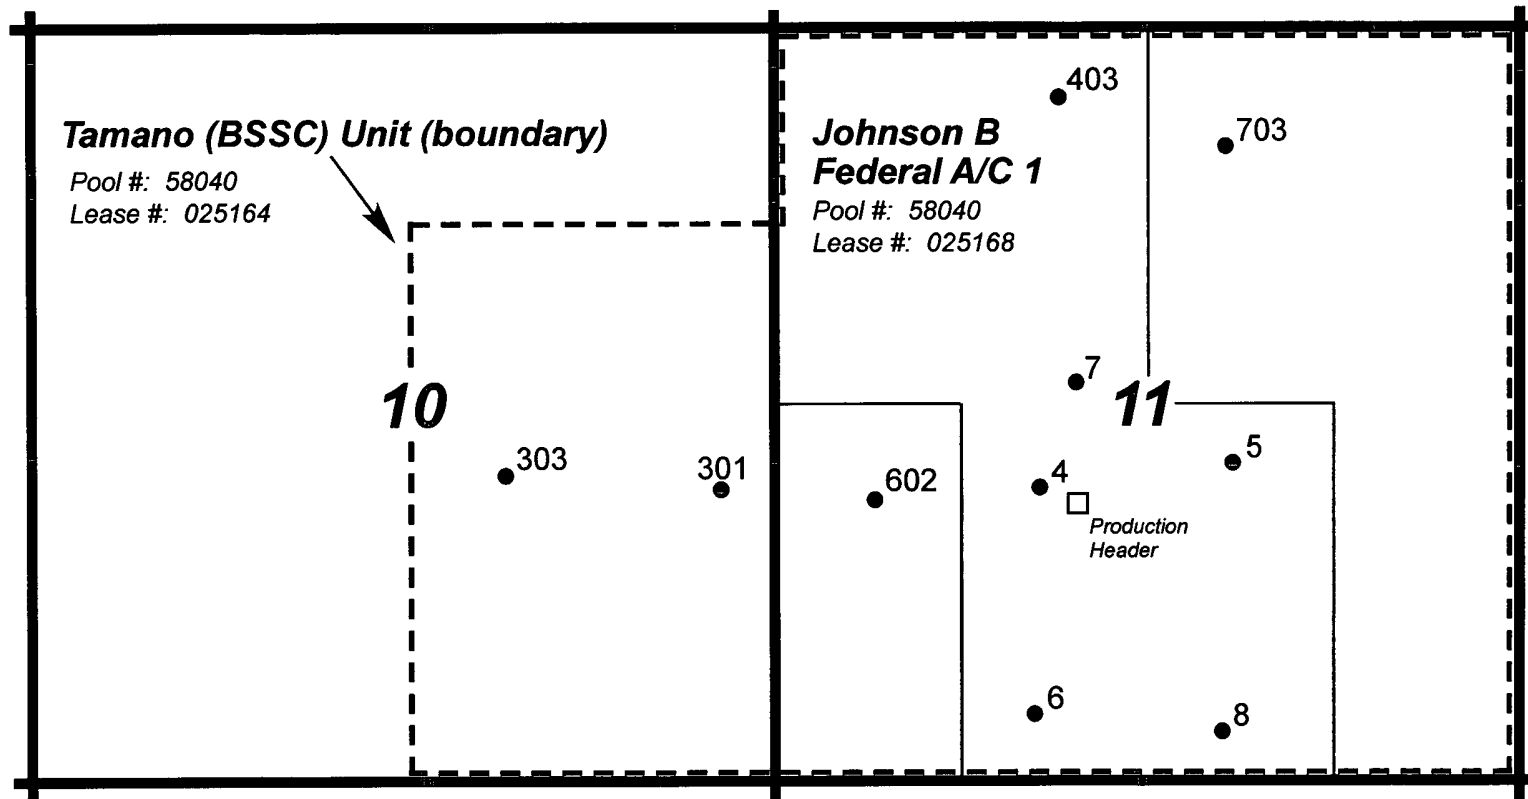 Tamano (BSSC) Unit (boundary)
Pool #: 58040
Lease #: 025164
Johnson B
Federal A/C 1
Pool #: 58040
Lease #: 025168
403
703
7
10
11
303
301
602
4
5
Production
Header
6
8